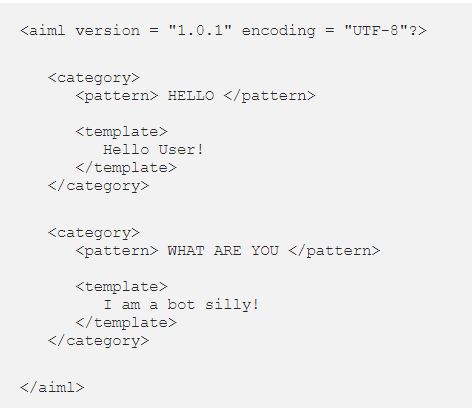 <aiml version = "1.0.1" encoding = "UTF-8"?>
<category>
<pattern> HELLO </pattern>
<template>
Hello User!
</template>
</category>
<category>
<pattern> WHAT ARE YOU </pattern>
<template>
I am a bot silly!
</template>
</category>
</aiml>